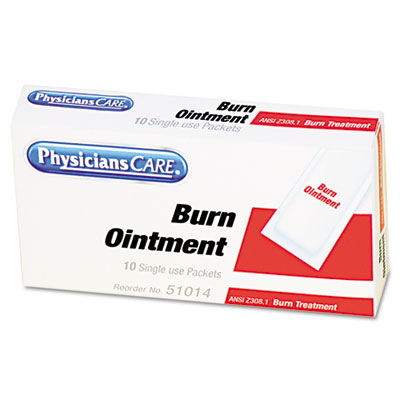 PhysiciansCARE®
Burn
Ointment
10 Single use Packets
ANSI Z308.1 Burn Treatment
PhysiciansCARE®
Burn
Ointment
10 Single use Packets
Reorder No. 51014
Burn
Ointment
ANSI Z308.1 Burn Treatment